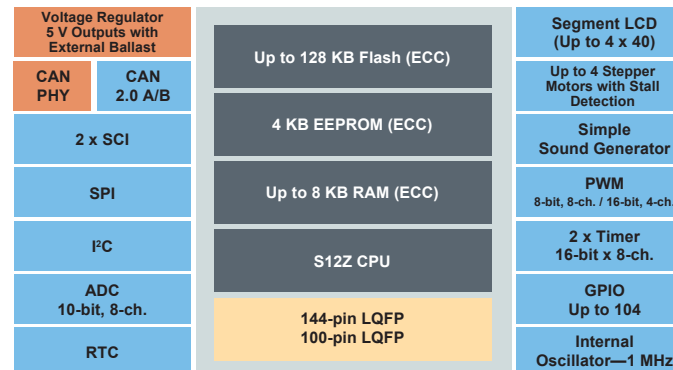 Voltage Regulator
5 V Outputs with
External Ballast
CAN
PHY
CAN
2.0 A/B
2 x SCI
SPI
I²C
ADC
10-bit, 8-ch.
RTC
Up to 128 KB Flash (ECC)
4 KB EEPROM (ECC)
Up to 8 KB RAM (ECC)
S12Z CPU
144-pin LQFP
100-pin LQFP
Segment LCD
(Up to 4 x 40)
Up to 4 Stepper
Motors with Stall
Detection
Simple
Sound Generator
PWM
8-bit, 8-ch. / 16-bit, 4-ch.
2 x Timer
16-bit x 8-ch.
GPIO
Up to 104
Internal
Oscillator—1 MHz